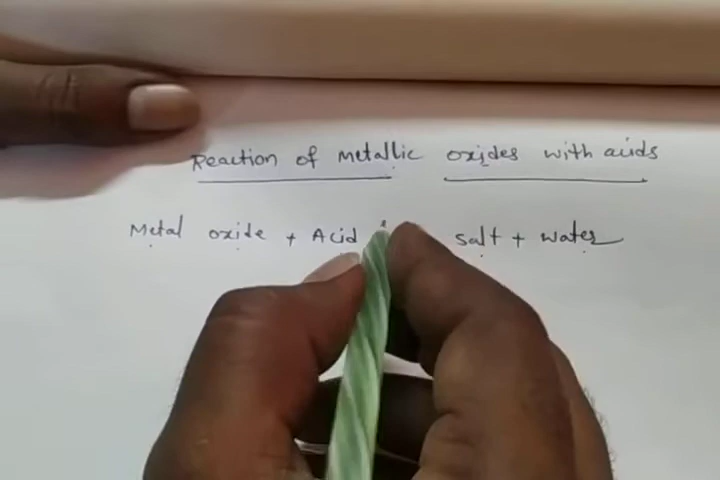 Reaction of metallic oxides with acids
Metal oxide + Acid salt + water